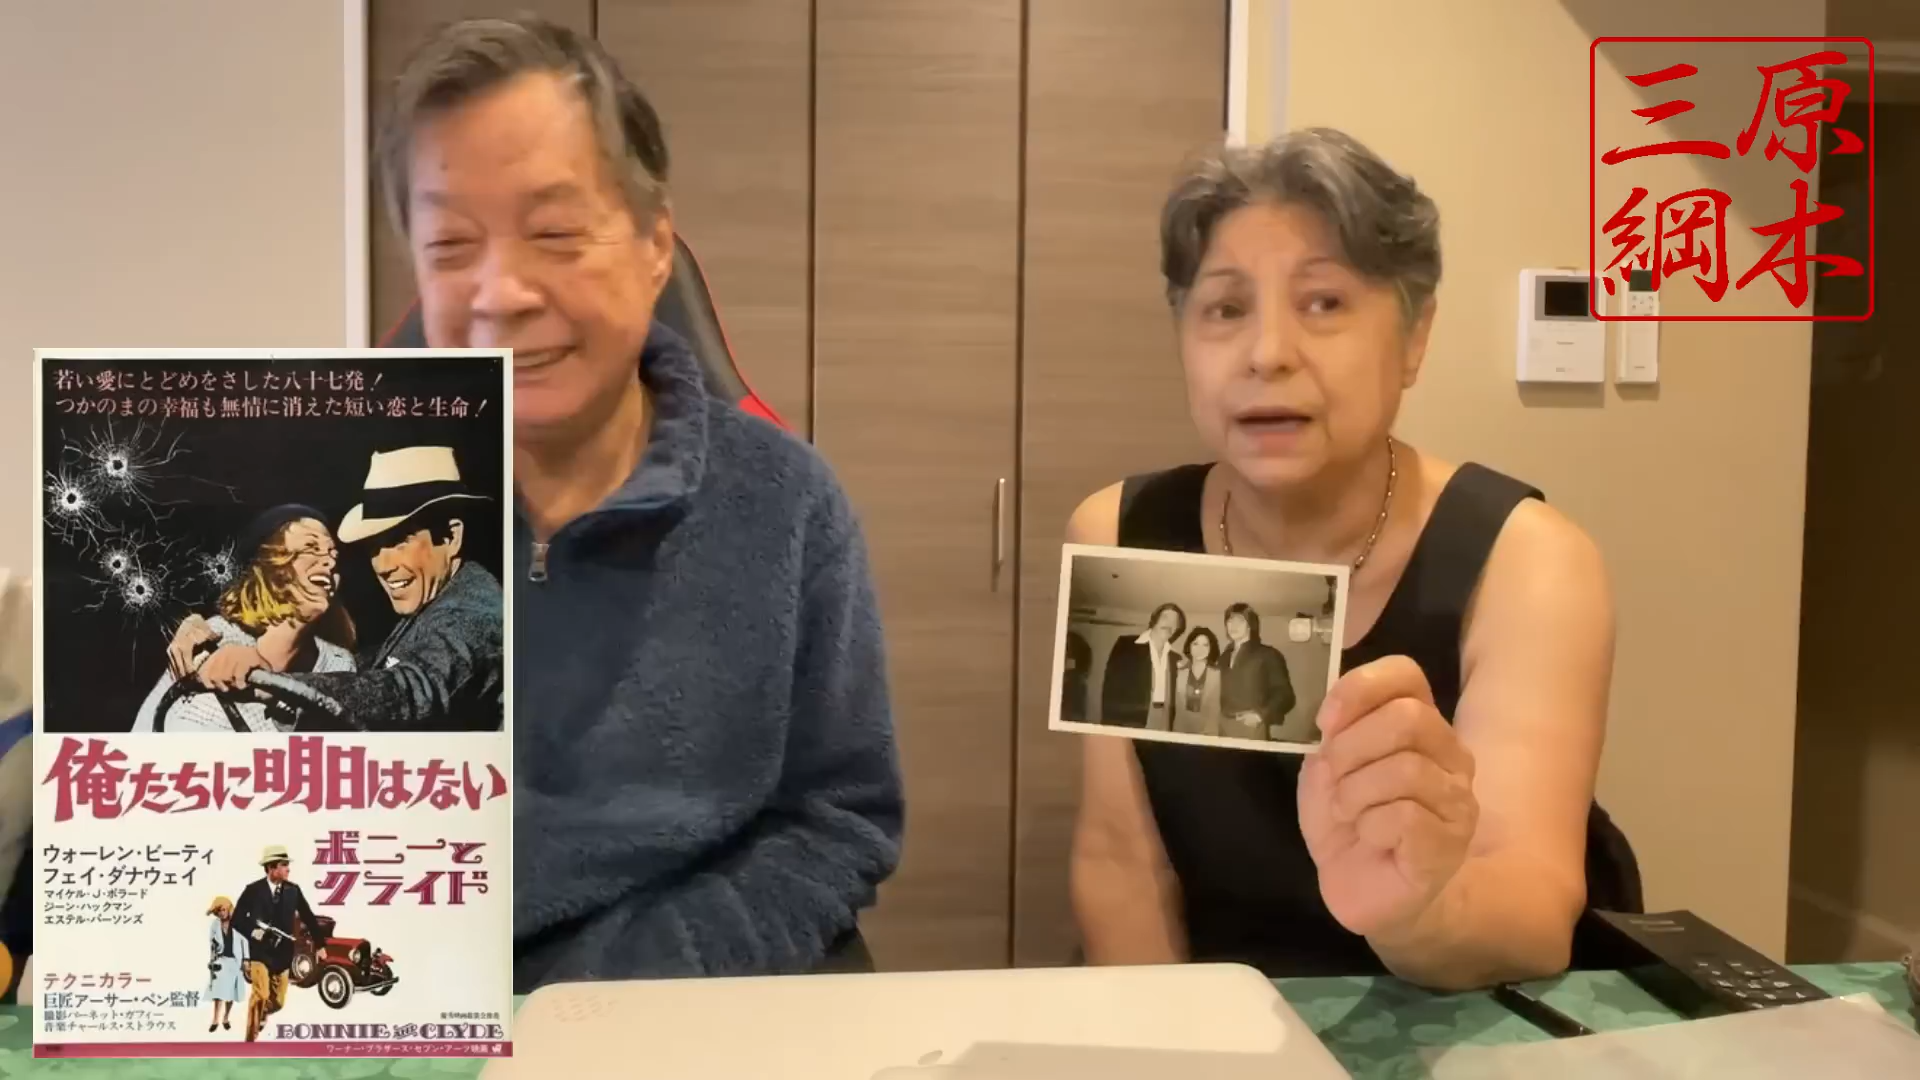 三原
綱木
若い愛にとどめをさした八十七発!
つかのまの幸福も無情に消えた短い恋と生命!
俺たちに明日はない
ボニーと
クライド
ウォーレン・ビーティ
フェイ・ダナウェイ
マイケル・J・ポラード
ジーン・ハックマン
エステル・パーソンズ
テクニカラー
巨匠アーサー・ペン監督
撮影バーネット・ガフィー
音楽チャールス・ストラウス
BONNIE AND CLYDE
ワーナー・ブラザース・セブン・アーツ映画